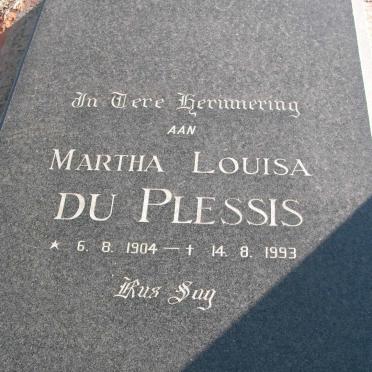 In Tere Herinnering
AAN
MARTHA LOUISA
DU PLESSIS
* 6. 8. 1904 — † 14. 8. 1993
Rus Sag